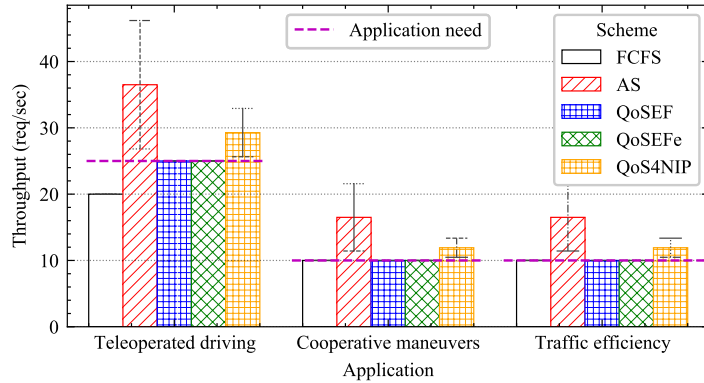 Application need
Scheme
FCFS
AS
QoSEF
QoSEFe
QoS4NIP
Throughput (req/sec)
40
30
20
10
0
Teleoperated driving
Cooperative maneuvers
Traffic efficiency
Application